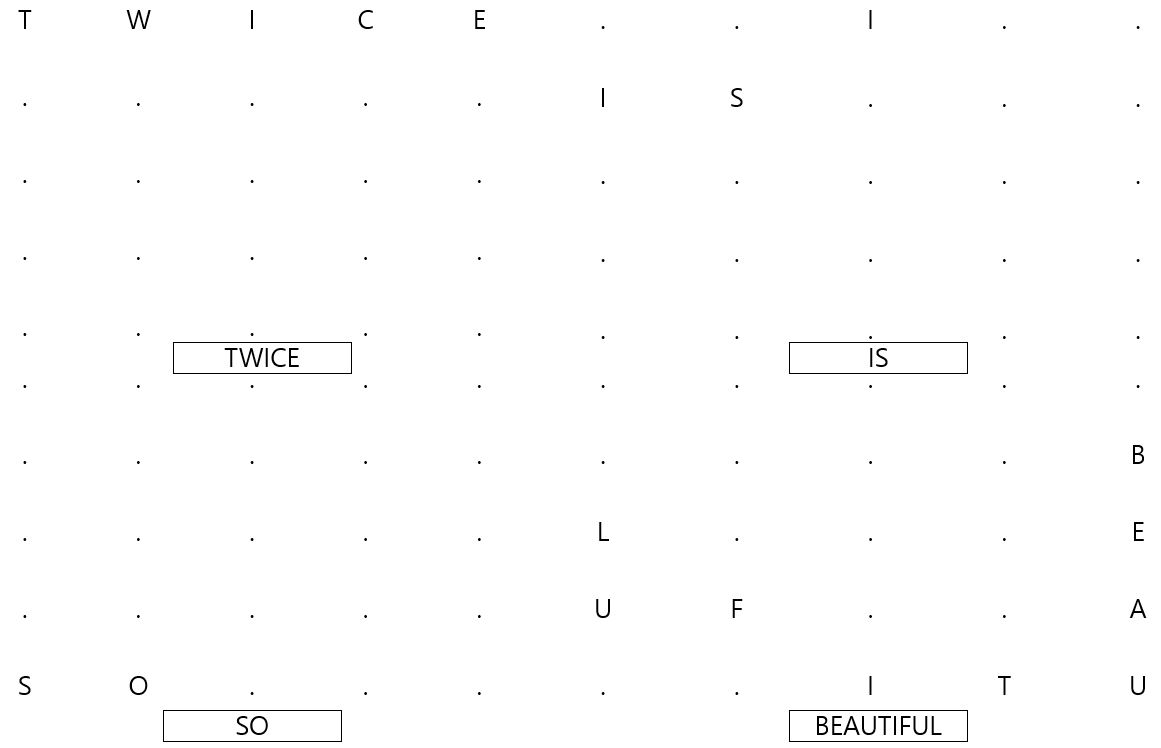 T W I C E . . I . .
. . . . . I S . . .
. . . . . . . . . .
. . . . . . . . . .
. . . . . . . . . .
TWICE IS
. . . . . . . . . .
. . . . . . . . . B
. . . . . L . . . E
. . . . . U F . . A
S O . . . . . I T U
SO BEAUTIFUL